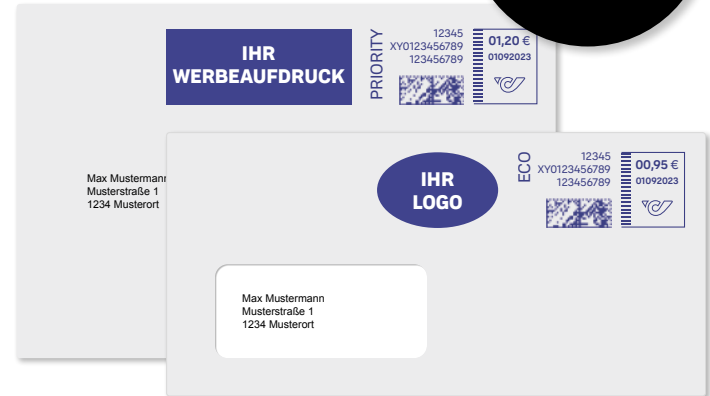 IHR
WERBEAUFDRUCK
PRIORITY
12345
XY0123456789
123456789
01,20 €
01092023
Max Mustermann
Musterstraße 1
1234 Musterort
IHR
LOGO
ECO
12345
XY0123456789
123456789
00,95 €
01092023
Max Mustermann
Musterstraße 1
1234 Musterort